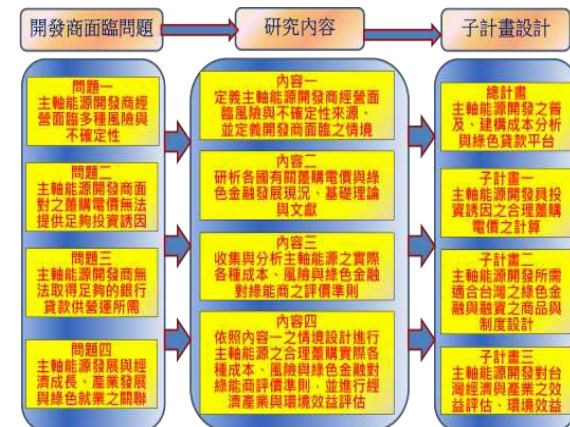 開發商面臨問題
研究內容
子計畫設計
問題一
主軸能源開發商經
營面臨多種風險與
不確定性
問題二
主軸能源開發商面
對之躉購電價無法
提供足夠投資誘因
問題三
主軸能源開發商無
法取得足夠的銀行
貸款供營運所需
問題四
主軸能源發展與經
濟成長、產業發展
與綠色就業之關聯
內容一
定義主軸能源開發商經營面
臨風險與不確定性來源、
並定義開發商面臨之情境
內容二
研析各國有關躉購電價與綠
色金融發展現況、基礎理論
與文獻
內容三
收集與分析主軸能源之實際
各種成本、風險與綠色金融
對綠能商之評價準則
內容四
依照內容一之情境設計進行
主軸能源之合理躉購實際各
種成本、風險與綠色金融對
綠能商評價準則，並進行經
濟產業與環境效益評估
總計畫
主軸能源開發之普
及、建構成本分析
與綠色貸款平台
子計畫一
主軸能源開發具投
資誘因之合理躉購
電價之計算
子計畫二
主軸能源開發所需
適合台灣之綠色金
融與融資之商品與
制度設計
子計畫三
主軸能源開發對台
灣經濟與產業之效
益評估、環境效益